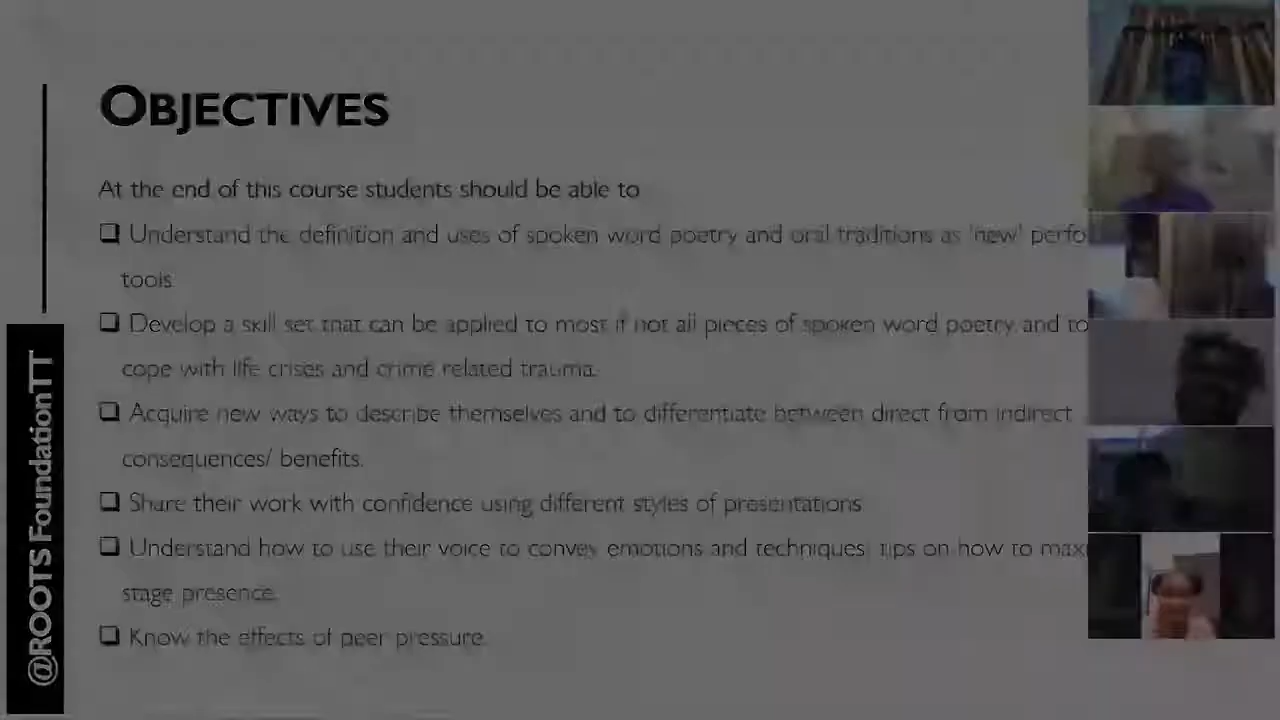 OBJECTIVES
At the end of this course students should be able to
Understand the definition and uses of spoken word poetry and oral traditions as 'new' perfo
tools
Develop a skill set that can be applied to most if not all pieces of spoken word poetry and to
cope with life crises and crime related trauma.
Acquire new ways to describe themselves and to differentiate between direct from indirect
consequences/ benefits.
Share their work with confidence using different styles of presentations
Understand how to use their voice to convey emotions and techniques, tips on how to maxi
stage presence.
Know the effects of peer pressure.
@ROOTS FoundationTT